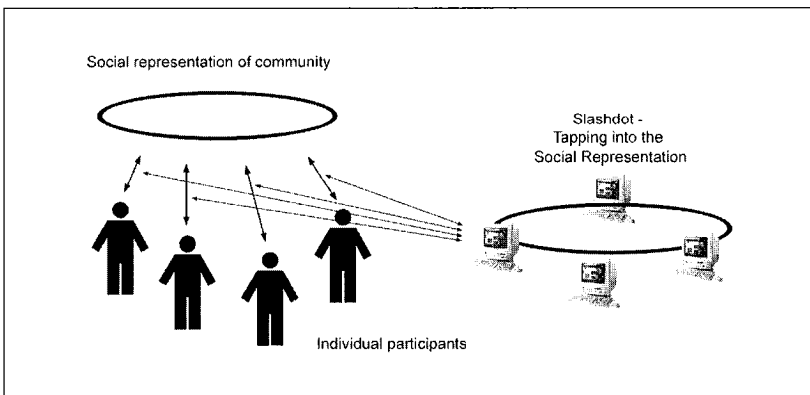 Social representation of community
Slashdot -
Tapping into the
Social Representation
Individual participants